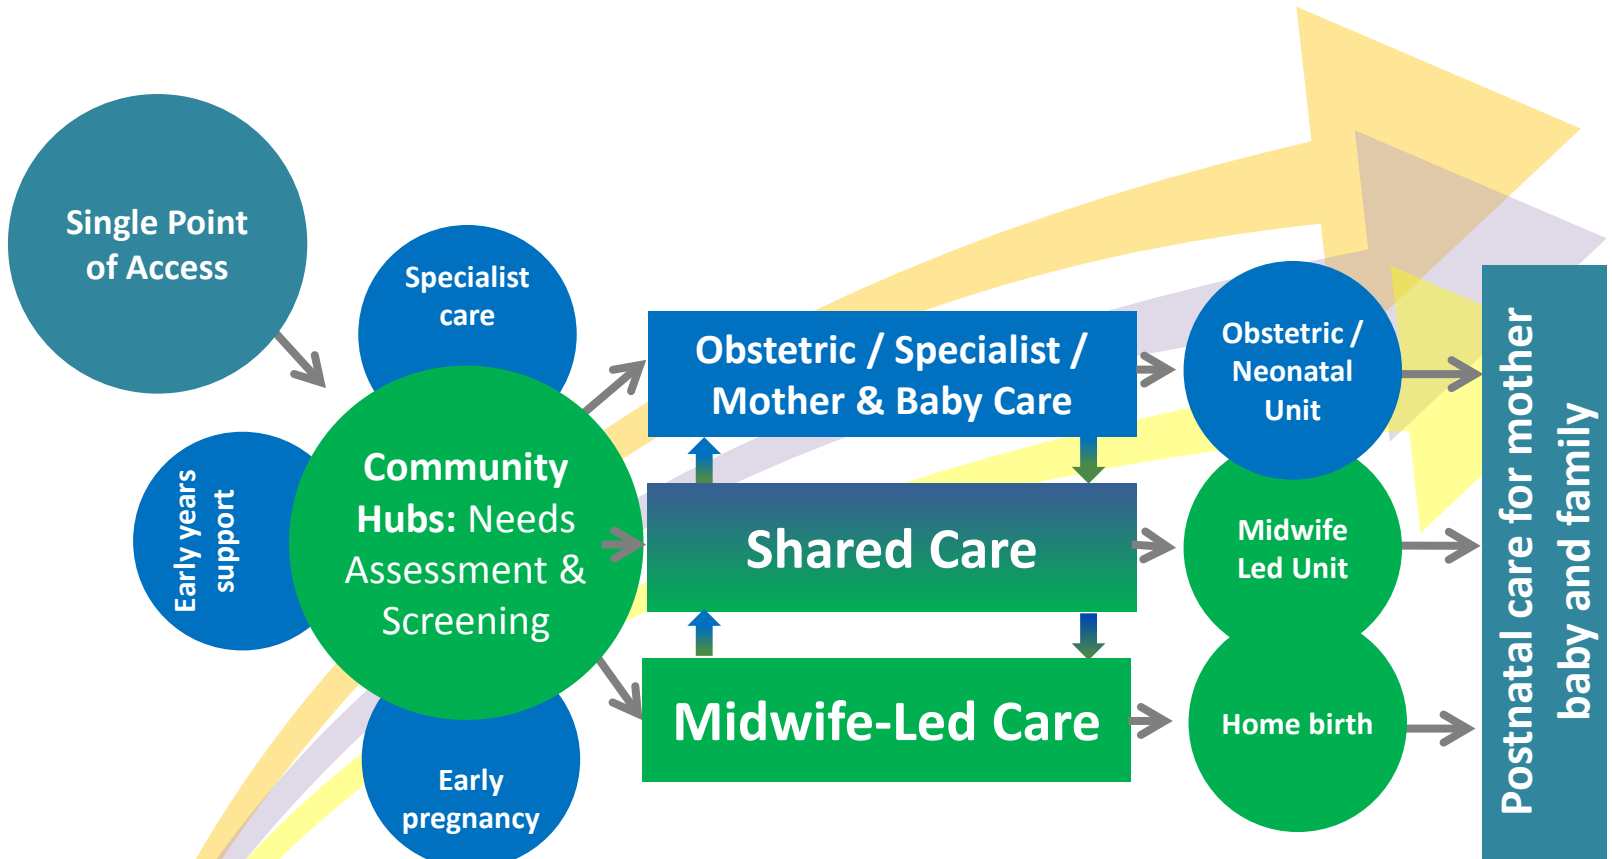 Single Point
of Access
Specialist
care
Early years
support
Community
Hubs: Needs
Assessment &
Screening
Early
pregnancy
Obstetric / Specialist /
Mother & Baby Care
Shared Care
Midwife-Led Care
Obstetric /
Neonatal
Unit
Midwife
Led Unit
Home birth
Postnatal care for mother
baby and family